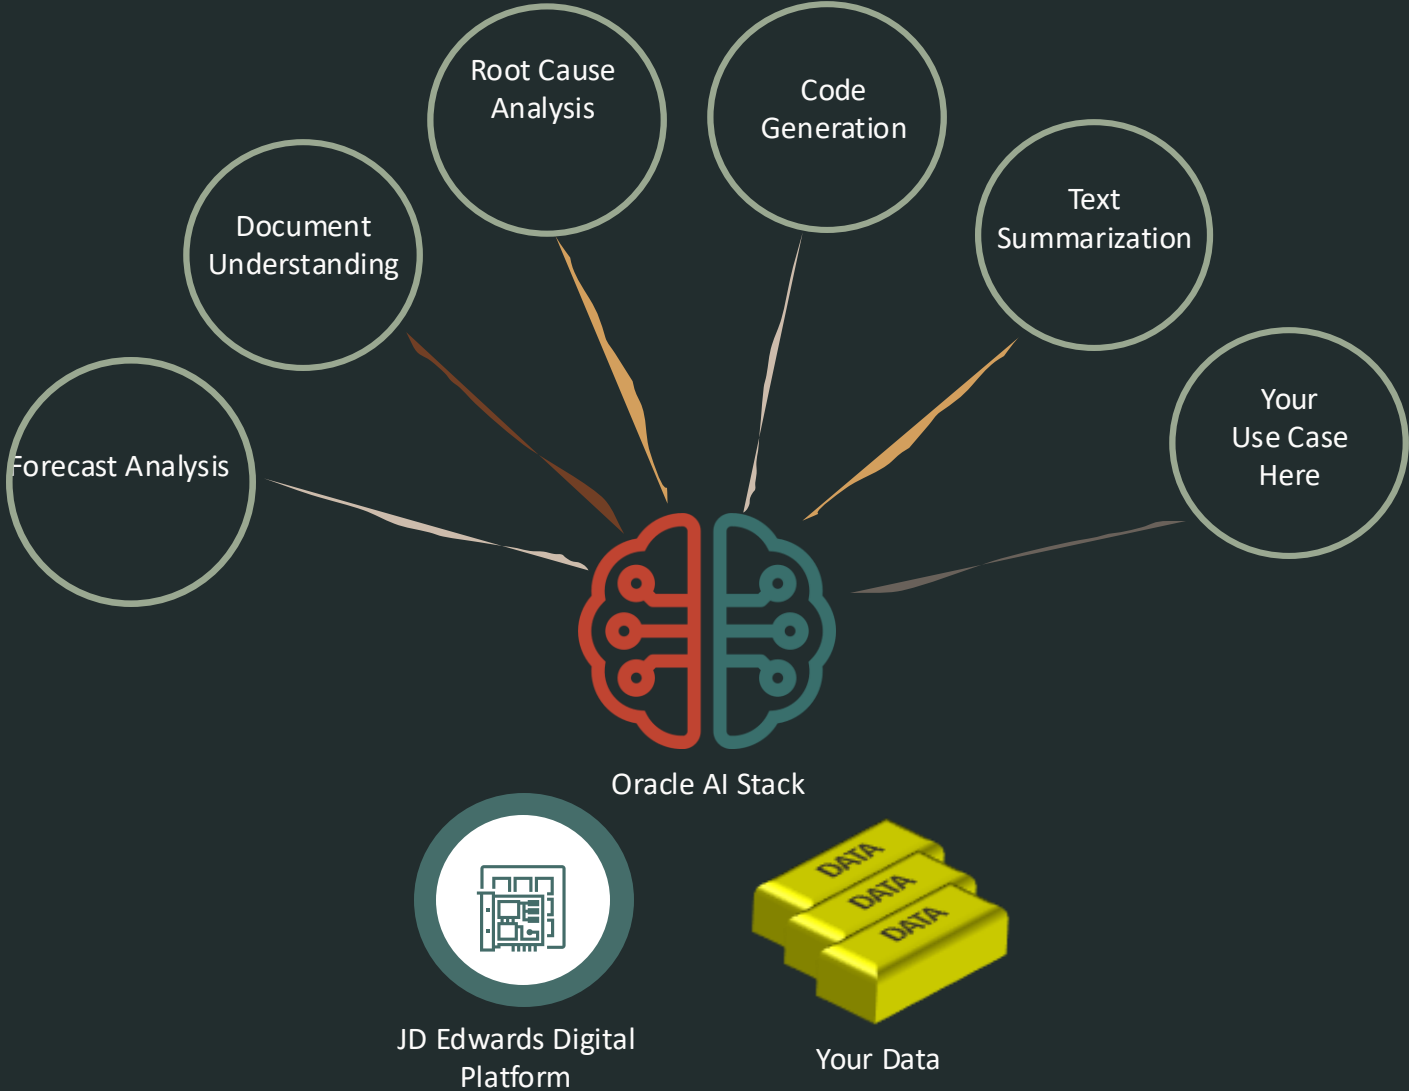 Root Cause
Analysis
Code
Generation
Text
Summarization
Document
Understanding
Your
Use Case
Here
Forecast Analysis
Oracle AI Stack
DATA
DATA
DATA
JD Edwards Digital
Platform
Your Data